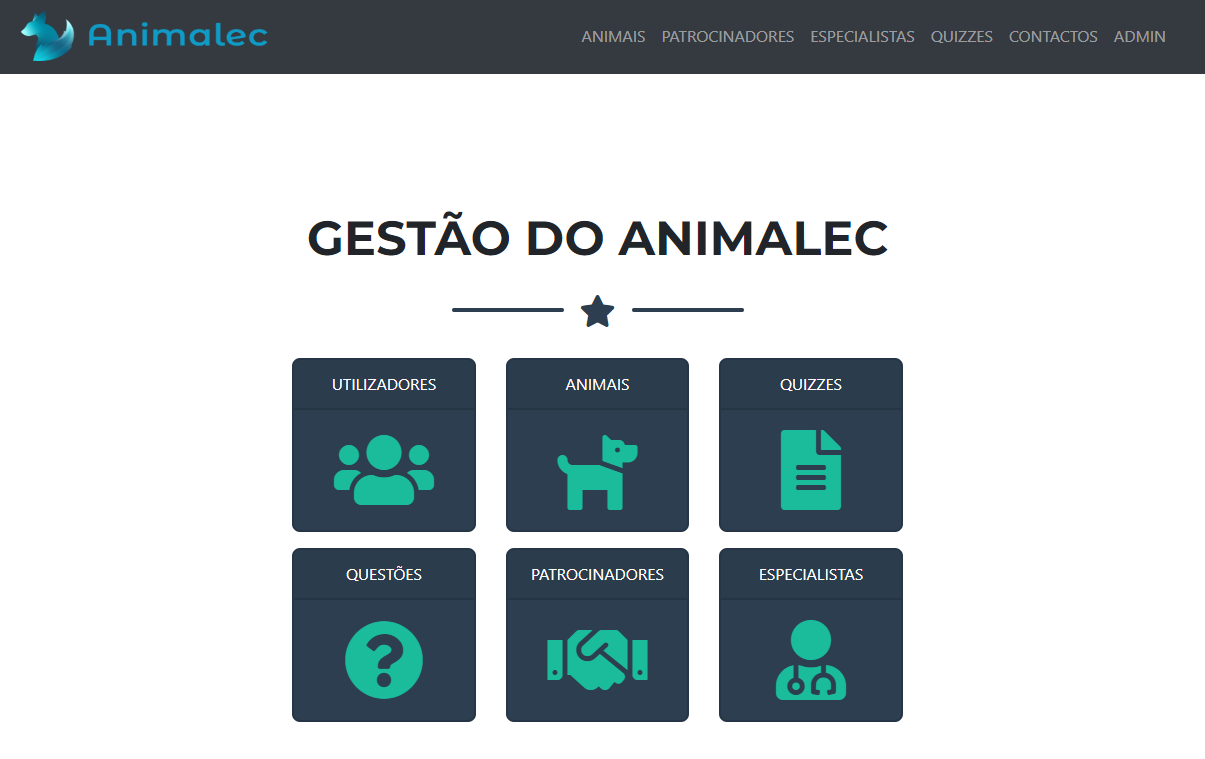 Animalec
ANIMAIS PATROCINADORES ESPECIALISTAS QUIZZES CONTACTOS ADMIN
GESTÃO DO ANIMALEC
UTILIZADORES
ANIMAIS
QUIZZES
QUESTÕES
PATROCINADORES
ESPECIALISTAS